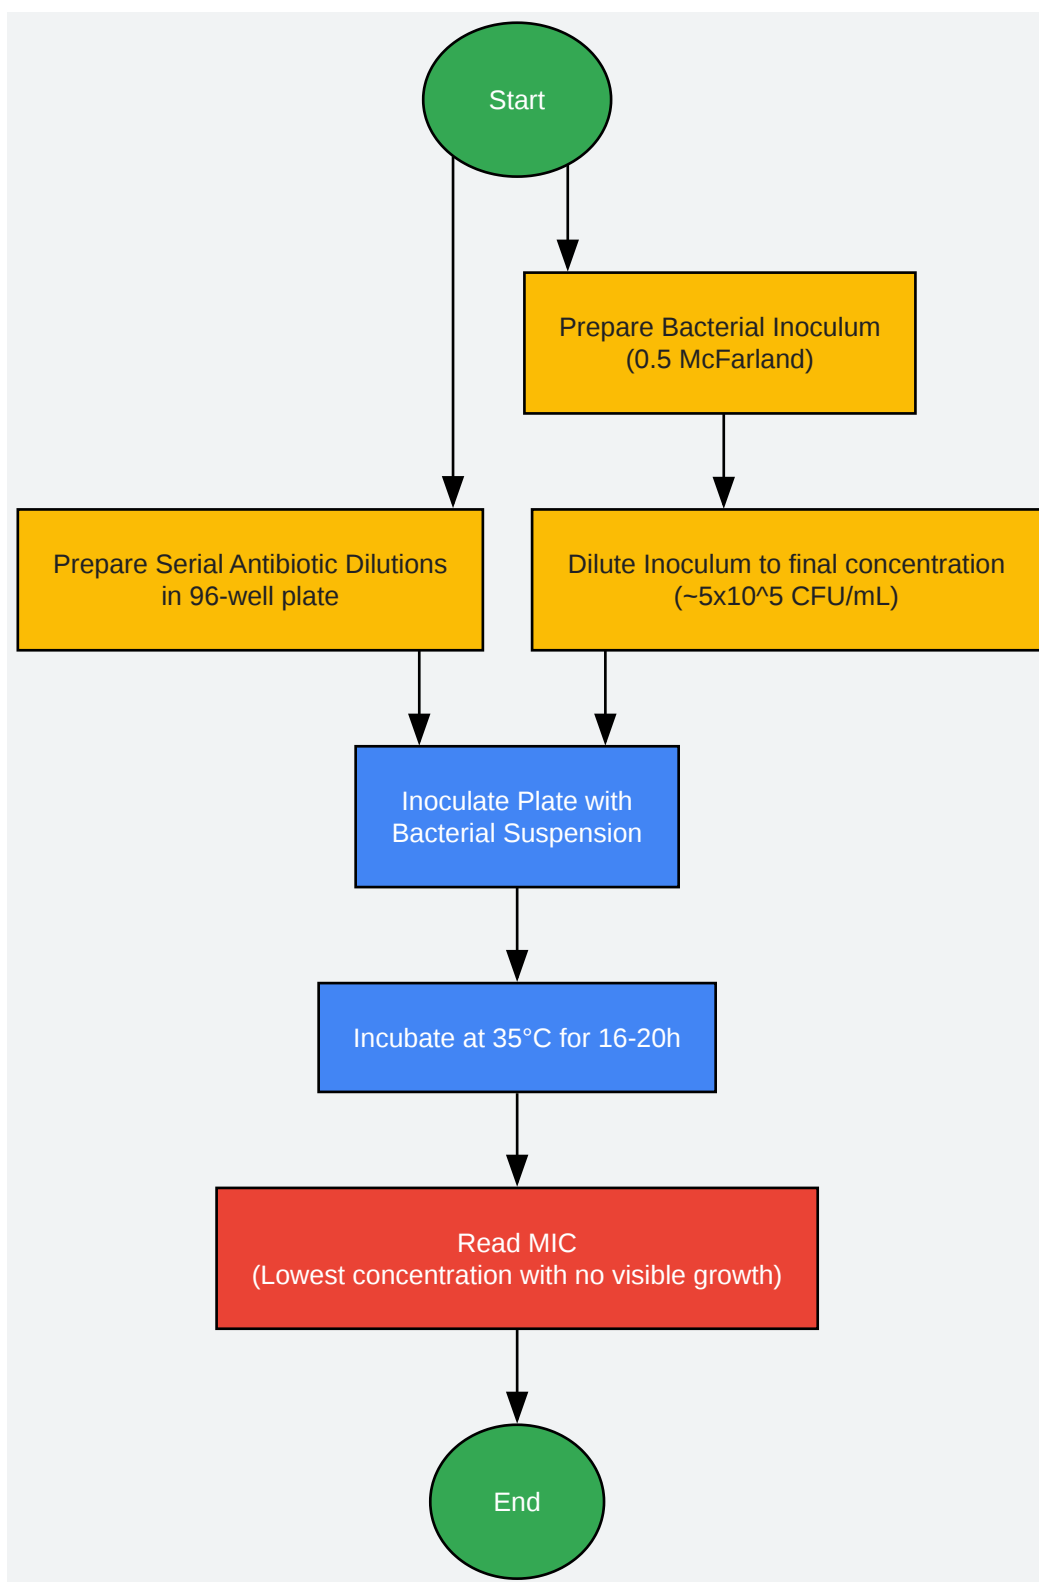 Start
Prepare Bacterial Inoculum
(0.5 McFarland)
Prepare Serial Antibiotic Dilutions
in 96-well plate
Dilute Inoculum to final concentration
(~5x10^5 CFU/mL)
Inoculate Plate with
Bacterial Suspension
Incubate at 35°C for 16-20h
Read MIC
(Lowest concentration with no visible growth)
End